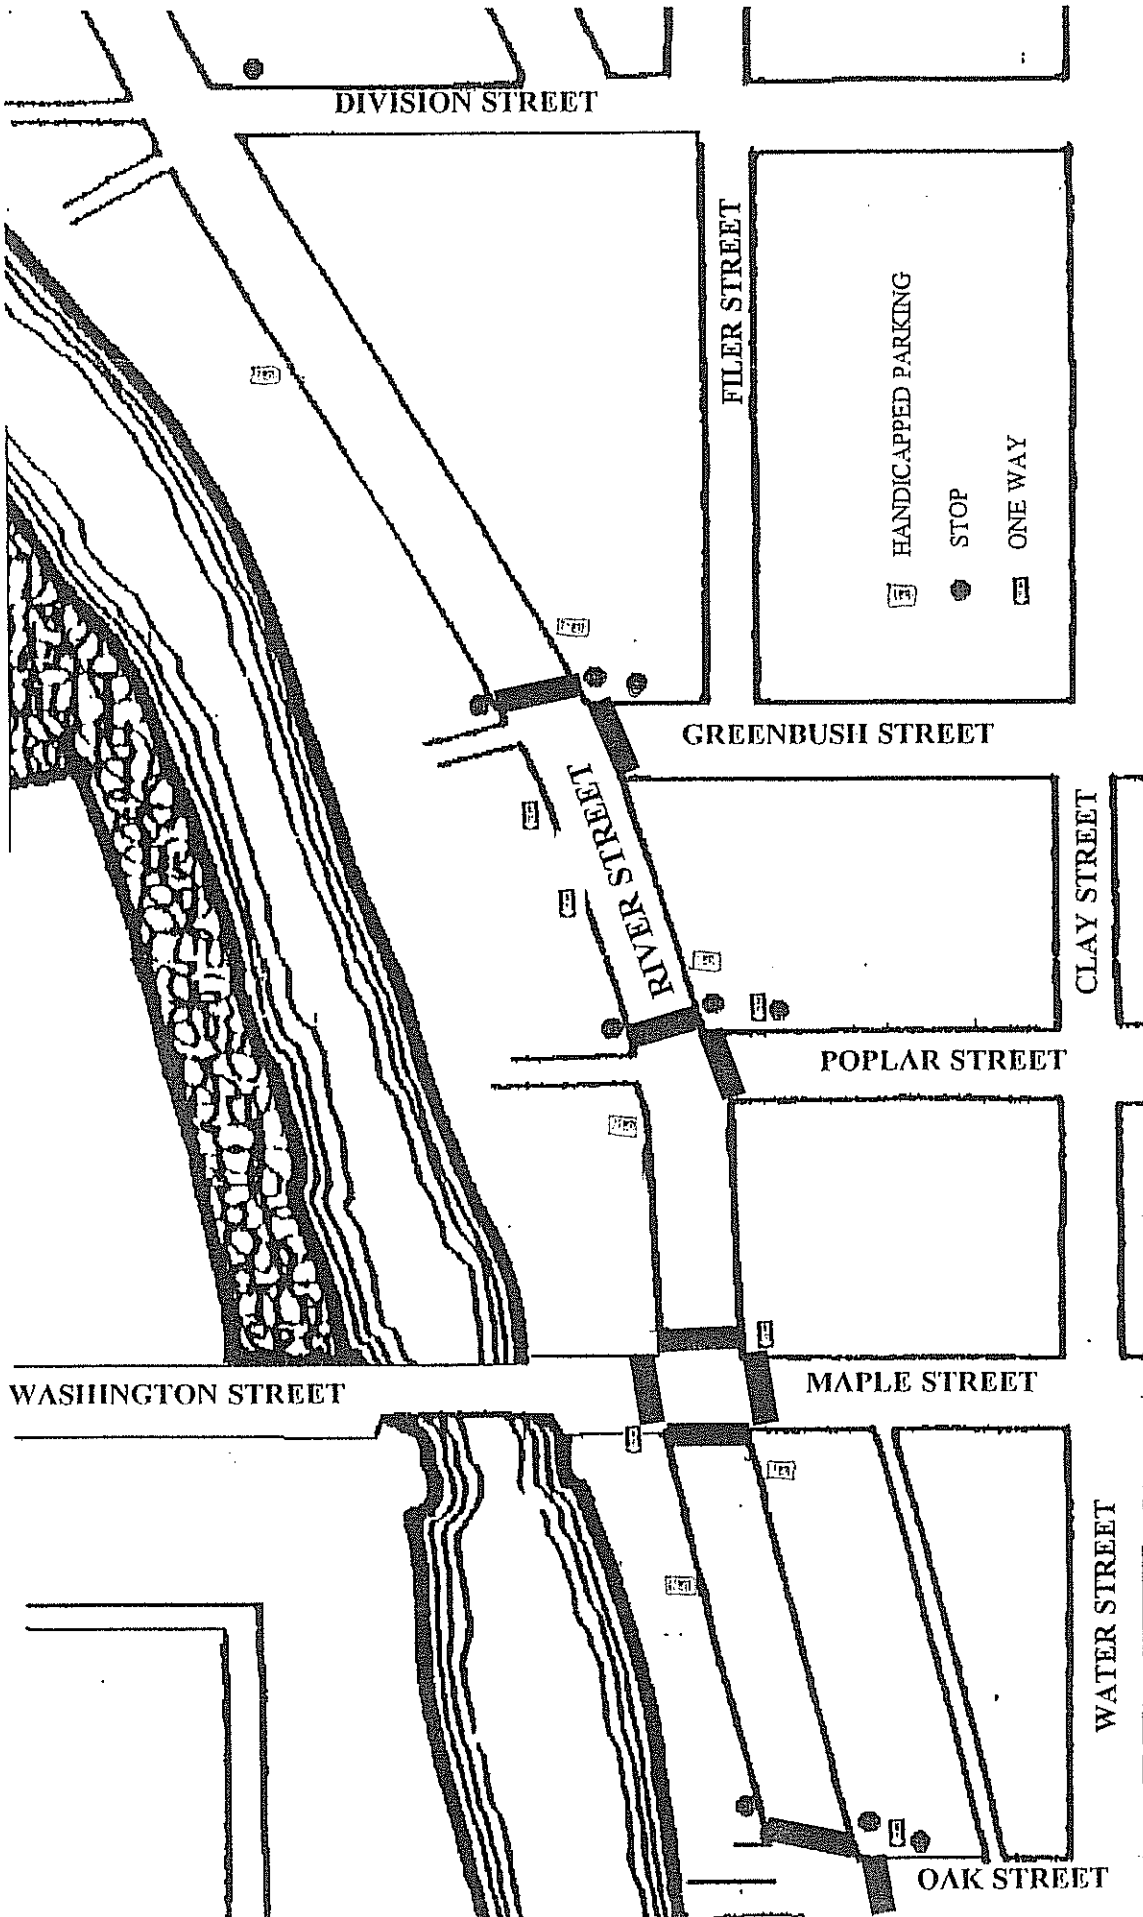 DIVISION STREET
FILER STREET
HANDICAPPED PARKING
STOP
ONE WAY
GREENBUSH STREET
RIVER STREET
CLAY STREET
POPLAR STREET
WASHINGTON STREET
MAPLE STREET
WATER STREET
OAK STREET